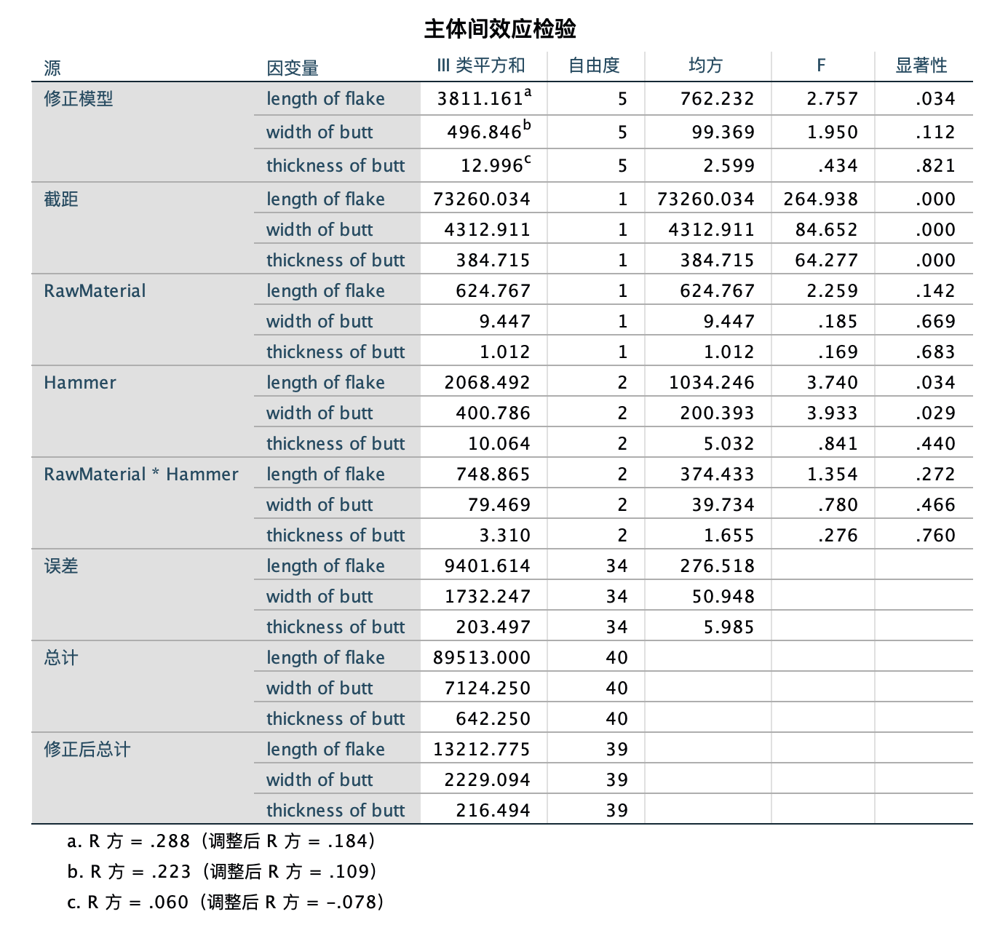 主体间效应检验
源 因变量 III 类平方和 自由度 均方 F 显著性
修正模型 length of flake 3811.161a 5 762.232 2.757 .034
width of butt 496.846b 5 99.369 1.950 .112
thickness of butt 12.996c 5 2.599 .434 .821
截距 length of flake 73260.034 1 73260.034 264.938 .000
width of butt 4312.911 1 4312.911 84.652 .000
thickness of butt 384.715 1 384.715 64.277 .000
RawMaterial length of flake 624.767 1 624.767 2.259 .142
width of butt 9.447 1 9.447 .185 .669
thickness of butt 1.012 1 1.012 .169 .683
Hammer length of flake 2068.492 2 1034.246 3.740 .034
width of butt 400.786 2 200.393 3.933 .029
thickness of butt 10.064 2 5.032 .841 .440
RawMaterial * Hammer length of flake 748.865 2 374.433 1.354 .272
width of butt 79.469 2 39.734 .780 .466
thickness of butt 3.310 2 1.655 .276 .760
误差 length of flake 9401.614 34 276.518
width of butt 1732.247 34 50.948
thickness of butt 203.497 34 5.985
总计 length of flake 89513.000 40
width of butt 7124.250 40
thickness of butt 642.250 40
修正后总计 length of flake 13212.775 39
width of butt 2229.094 39
thickness of butt 216.494 39
a. R 方 = .288（调整后 R 方 = .184）
b. R 方 = .223（调整后 R 方 = .109）
c. R 方 = .060（调整后 R 方 = -.078）